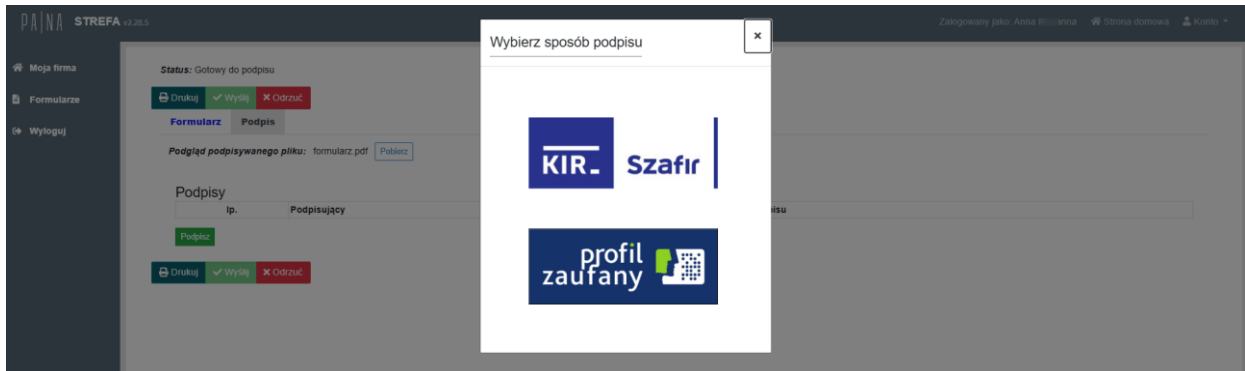 PA|NA STREFA v2.28.5
Zalogowany jako: Anna Strona domowa Konto
Wybierz sposób podpisu ×
Moja firma
Formularze
Wyloguj
Status: Gotowy do podpisu
Drukuj Wyślij Odrzuć
Formularz Podpis
Podgląd podpisywanego pliku: formularz.pdf Pobierz
Podpisy
lp. Podpisujący
Podpisz
Drukuj Wyślij Odrzuć
KIR Szafir
profil
zaufany